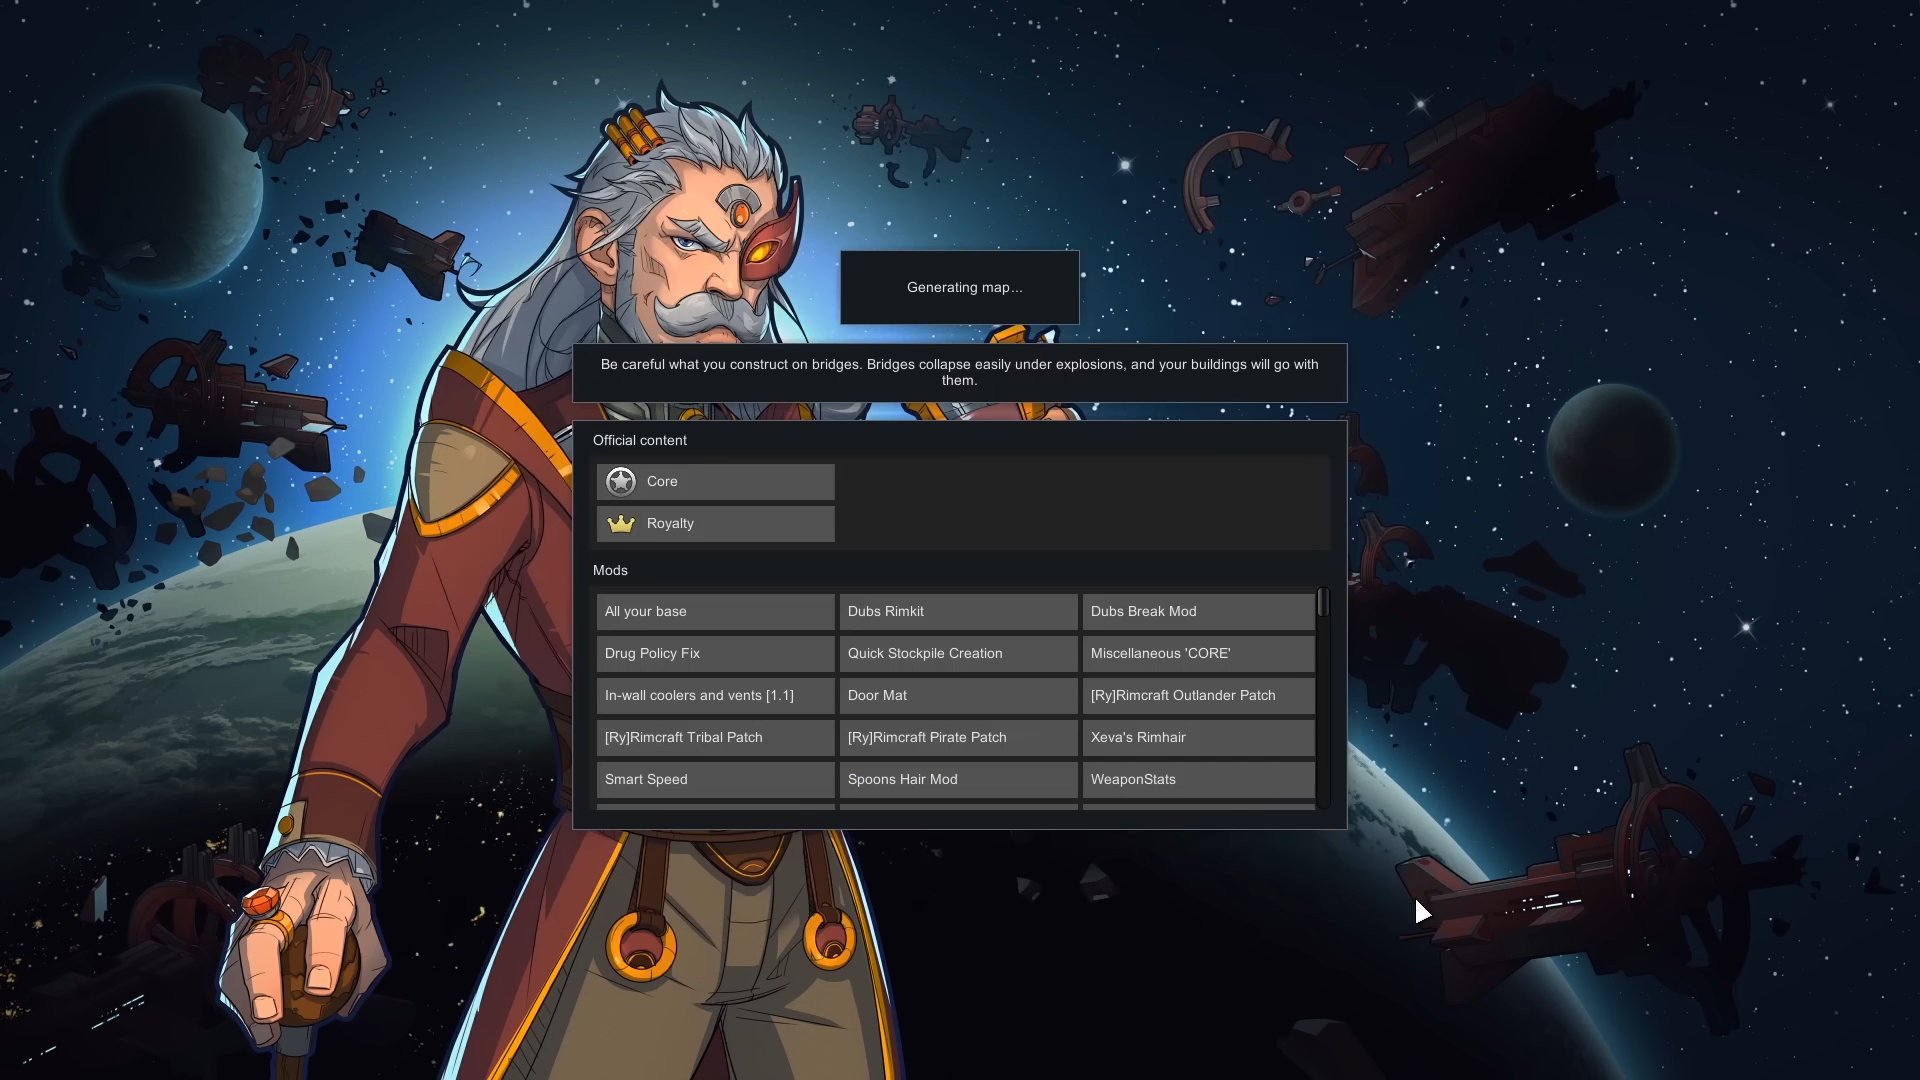 Generating map...
Be careful what you construct on bridges. Bridges collapse easily under explosions, and your buildings will go with
them.
Official content
Core
Royalty
Mods
All your base
Dubs Rimkit
Dubs Break Mod
Drug Policy Fix
Quick Stockpile Creation
Miscellaneous 'CORE'
In-wall coolers and vents [1.1]
Door Mat
[Ry]Rimcraft Outlander Patch
[Ry]Rimcraft Tribal Patch
[Ry]Rimcraft Pirate Patch
Xeva's Rimhair
Smart Speed
Spoons Hair Mod
WeaponStats